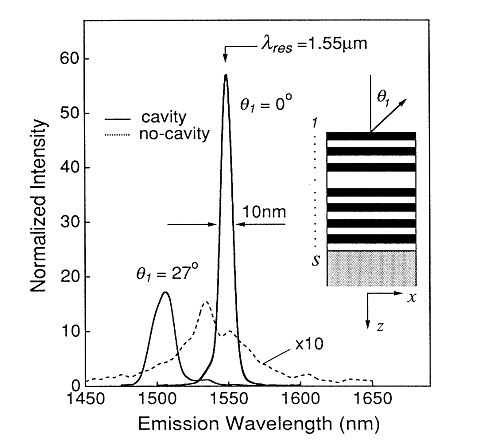 60
50
40
30
20
10
0
Normalized Intensity
λres = 1.55μm
θ1 = 0°
cavity
no-cavity
10nm
θ1 = 27°
x10
θ1
1
s
x
z
1450 1500 1550 1600 1650
Emission Wavelength (nm)